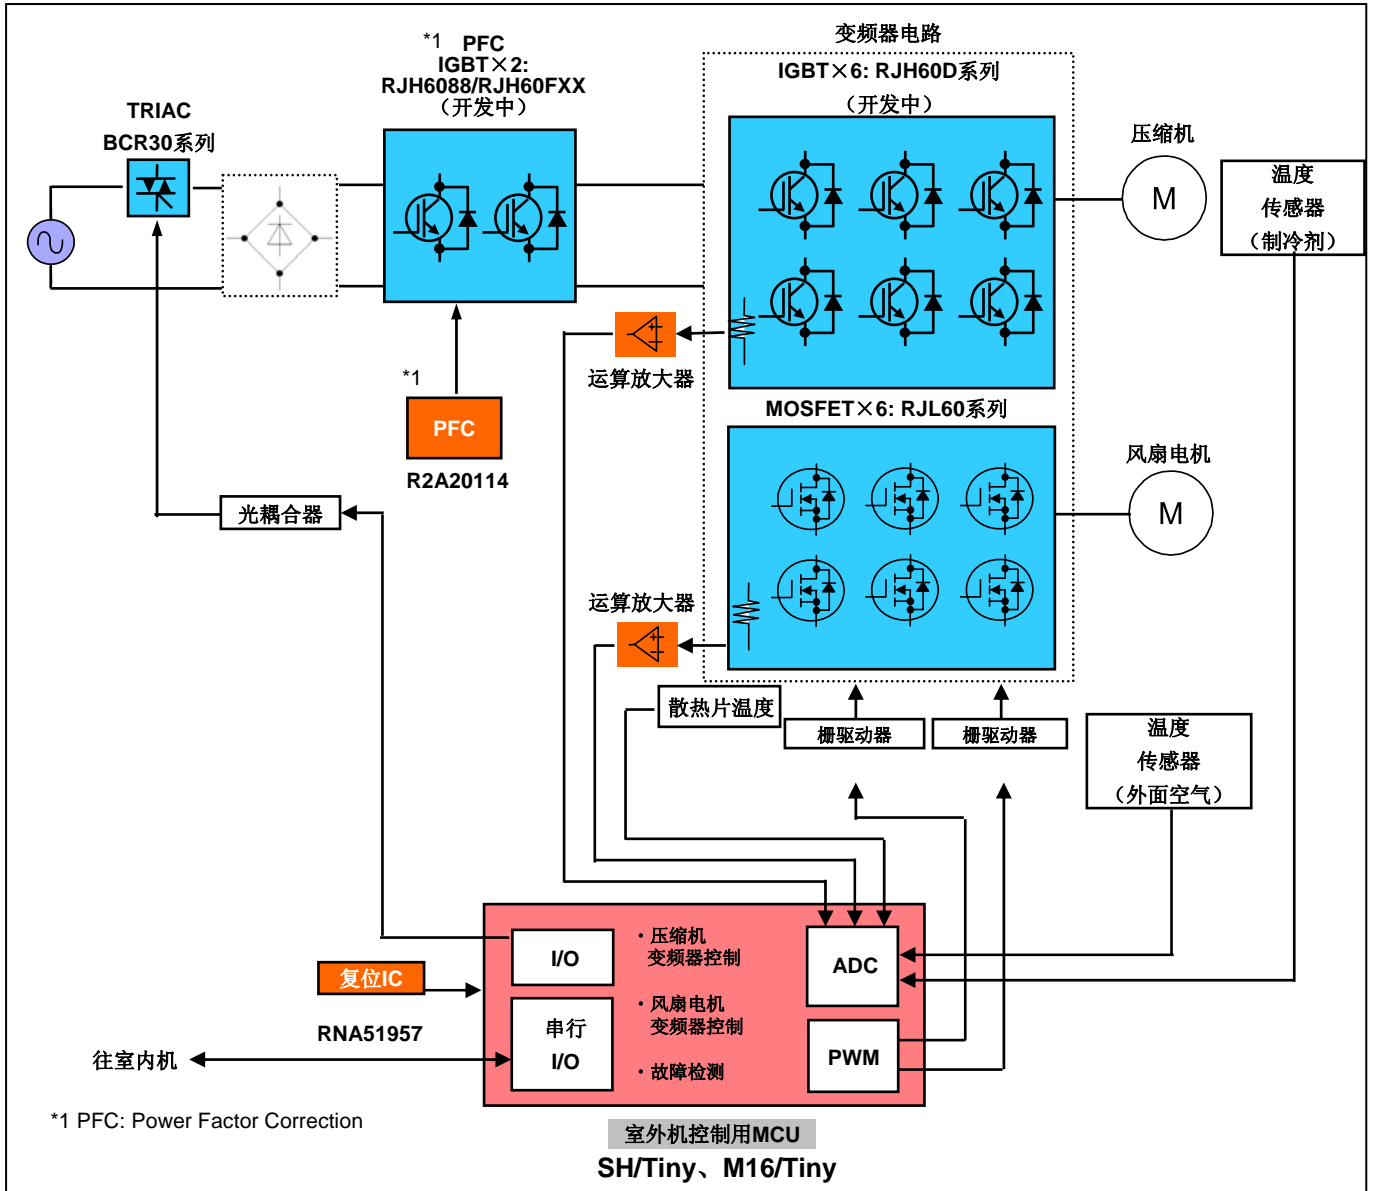 *1 PFC
IGBT×2:
RJH6088/RJH60FXX
（开发中）
变频器电路
IGBT×6: RJH60D系列
（开发中）
TRIAC
BCR30系列
压缩机
M
温度
传感器
（制冷剂）
运算放大器
*1
PFC
R2A20114
MOSFET×6: RJL60系列
风扇电机
M
光耦合器
运算放大器
散热片温度
栅驱动器
栅驱动器
温度
传感器
（外面空气）
I/O
・压缩机
变频器控制
ADC
复位IC
RNA51957
串行
I/O
・风扇电机
变频器控制
PWM
・故障检测
往室内机
*1 PFC: Power Factor Correction
室外机控制用MCU
SH/Tiny、M16/Tiny